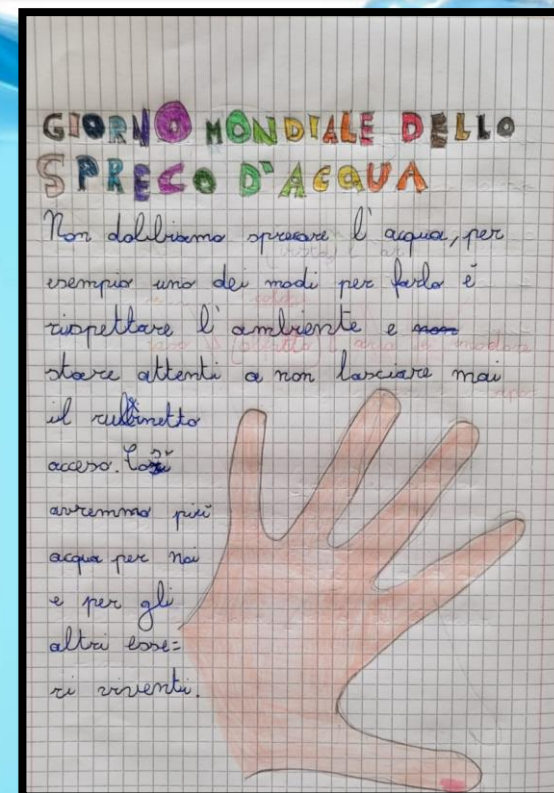 GIORNO MONDIALE DELLO
SPRECO D'ACQUA
Non dobbiamo sprecare l'acqua, per
esempio uno dei modi per farlo è
rispettare l'ambiente e non
stare attenti a non lasciare mai
il rubinetto
acceso. Così
avremmo più
acqua per noi
e per gli
altri esse=
ri viventi.